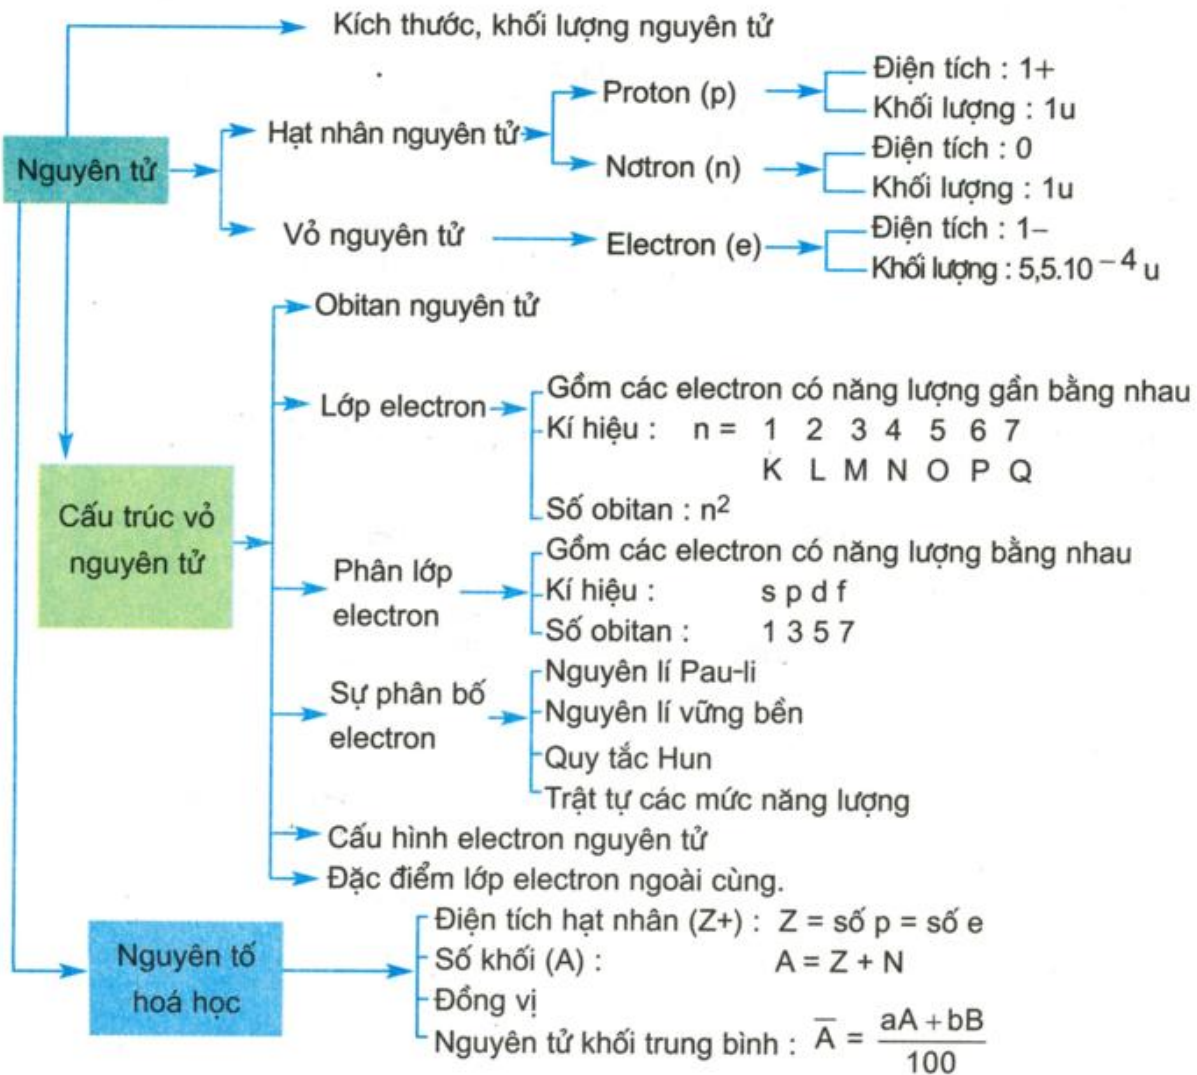 Kích thước, khối lượng nguyên tử
Nguyên tử
Hạt nhân nguyên tử
Proton (p)
Điện tích : 1+
Khối lượng : 1u
Nơtron (n)
Điện tích : 0
Khối lượng : 1u
Vỏ nguyên tử
Electron (e)
Điện tích : 1–
Khối lượng : 5,5.10⁻⁴ u
Cấu trúc vỏ
nguyên tử
Obitan nguyên tử
Lớp electron
Gồm các electron có năng lượng gần bằng nhau
Kí hiệu : n = 1 2 3 4 5 6 7
K L M N O P Q
Số obitan : n²
Phân lớp
electron
Gồm các electron có năng lượng bằng nhau
Kí hiệu : s p d f
Số obitan : 1 3 5 7
Sự phân bố
electron
Nguyên lí Pau-li
Nguyên lí vững bền
Quy tắc Hun
Trật tự các mức năng lượng
Cấu hình electron nguyên tử
Đặc điểm lớp electron ngoài cùng.
Nguyên tố
hoá học
Điện tích hạt nhân (Z+) : Z = số p = số e
Số khối (A) : A = Z + N
Đồng vị
Nguyên tử khối trung bình : A̅ = (aA + bB)/100